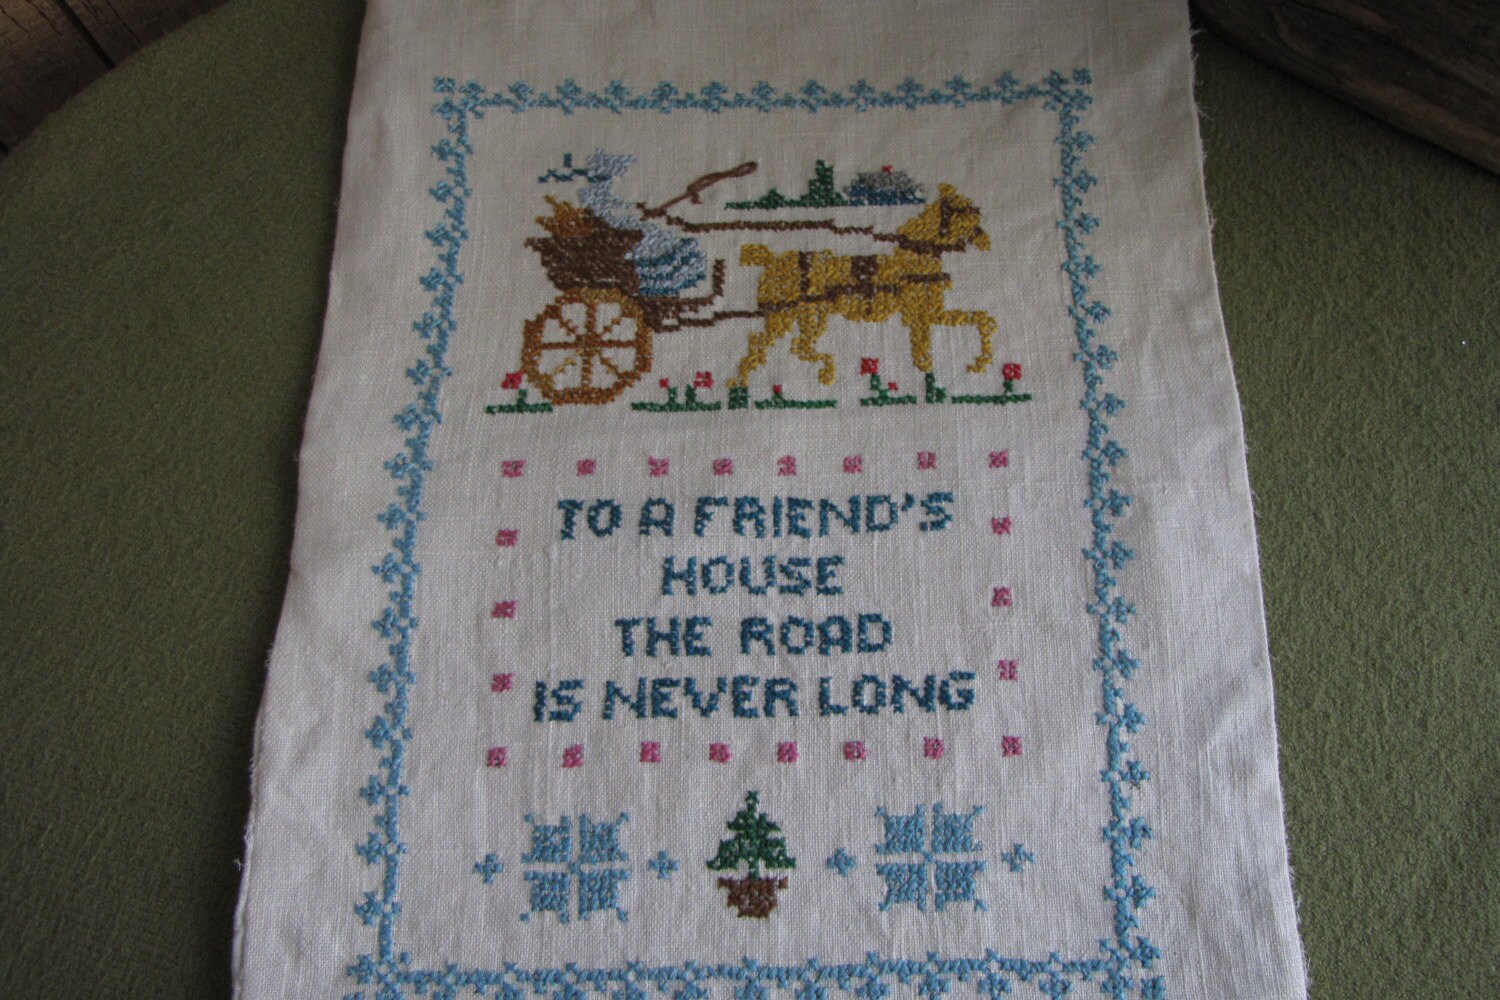 TO A FRIEND'S
HOUSE
THE ROAD
IS NEVER LONG